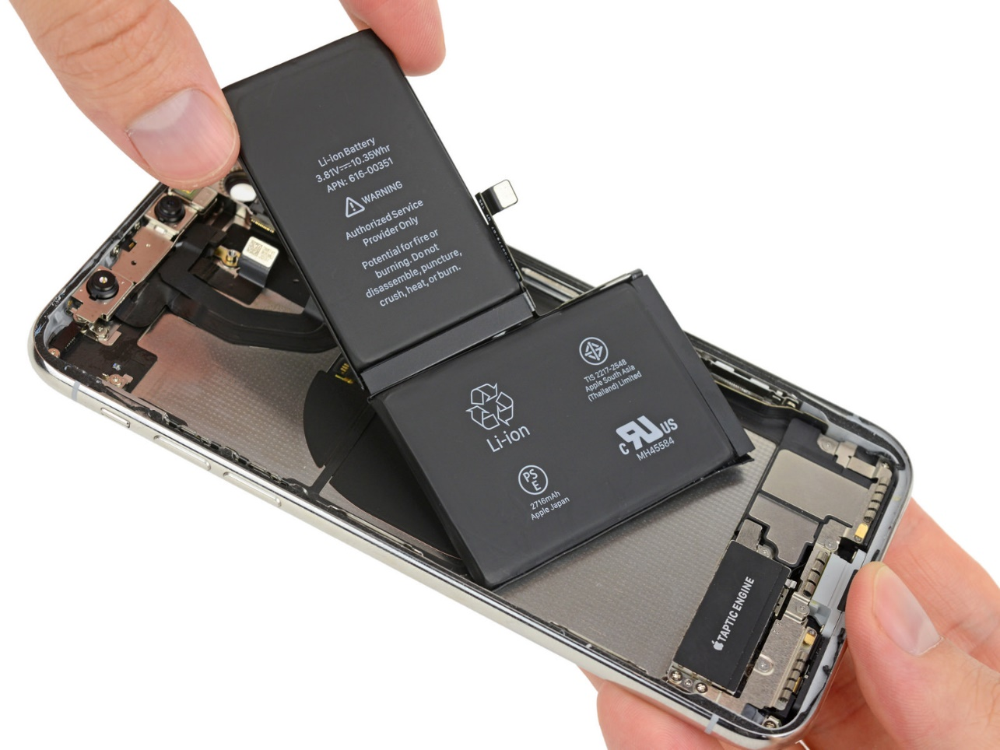 Li-ion Battery
3.81V⎓10.35Whr
APN: 616-00351
WARNING
Authorized Service
Provider Only
Potential for fire or
burning. Do not
disassemble, puncture,
crush, heat, or burn.
TIS 2217-2548
Apple South Asia
(Thailand) Limited
Li-ion
C RU US
MH45584
PS
E
2716mAh
Apple Japan
TAPTIC ENGINE